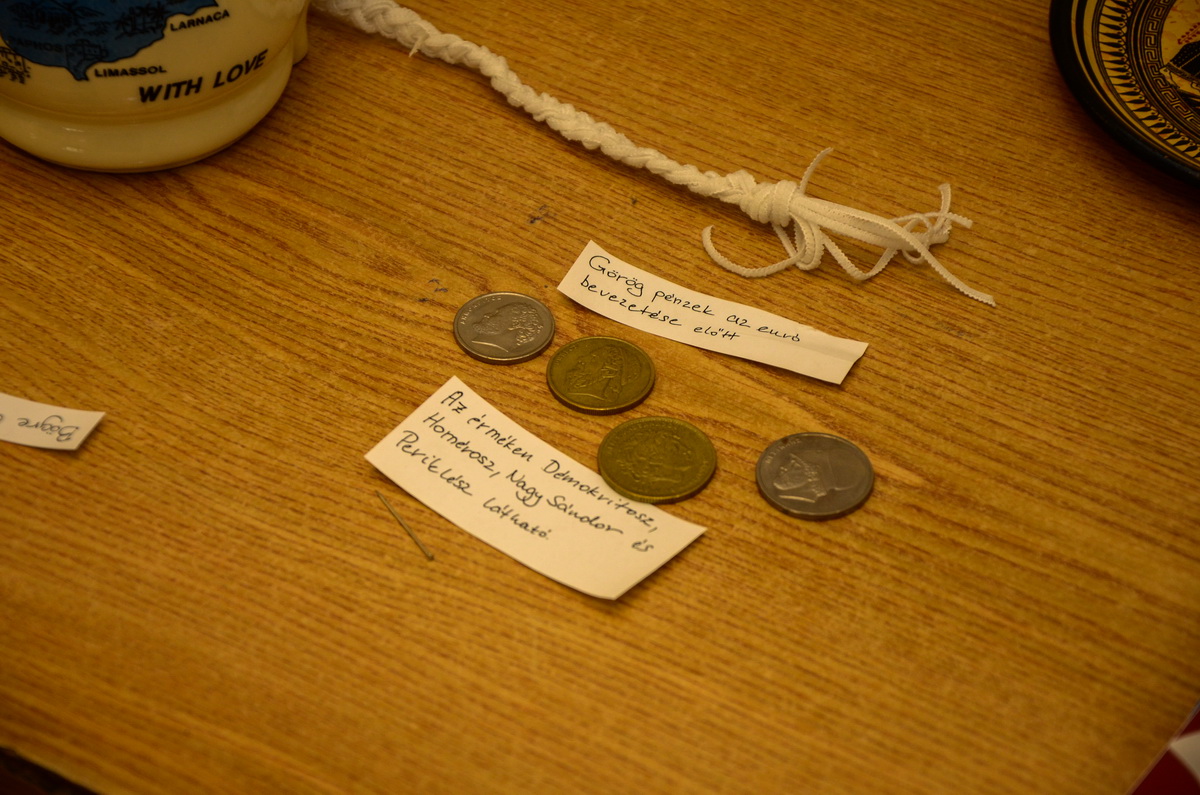 LARNACA
LIMASSOL
WITH LOVE
Görög pénzek az euró
bevezetése előtt
Az érméken Démokritosz,
Homérosz, Nagy Sándor és
Periklész látható.
Bögre